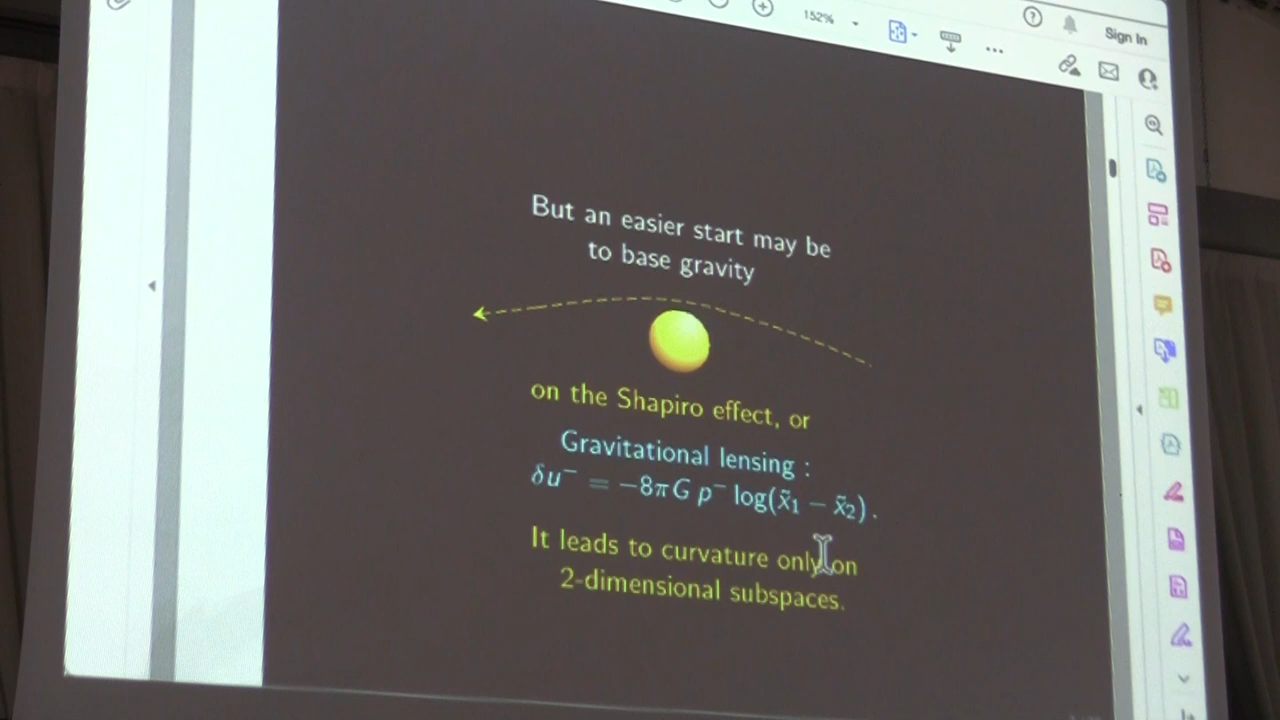 152%
Sign In
But an easier start may be
to base gravity
on the Shapiro effect, or
Gravitational lensing :
δu⁻ = −8πG p⁻ log(x̃₁ − x̃₂) .
It leads to curvature only on
2-dimensional subspaces.